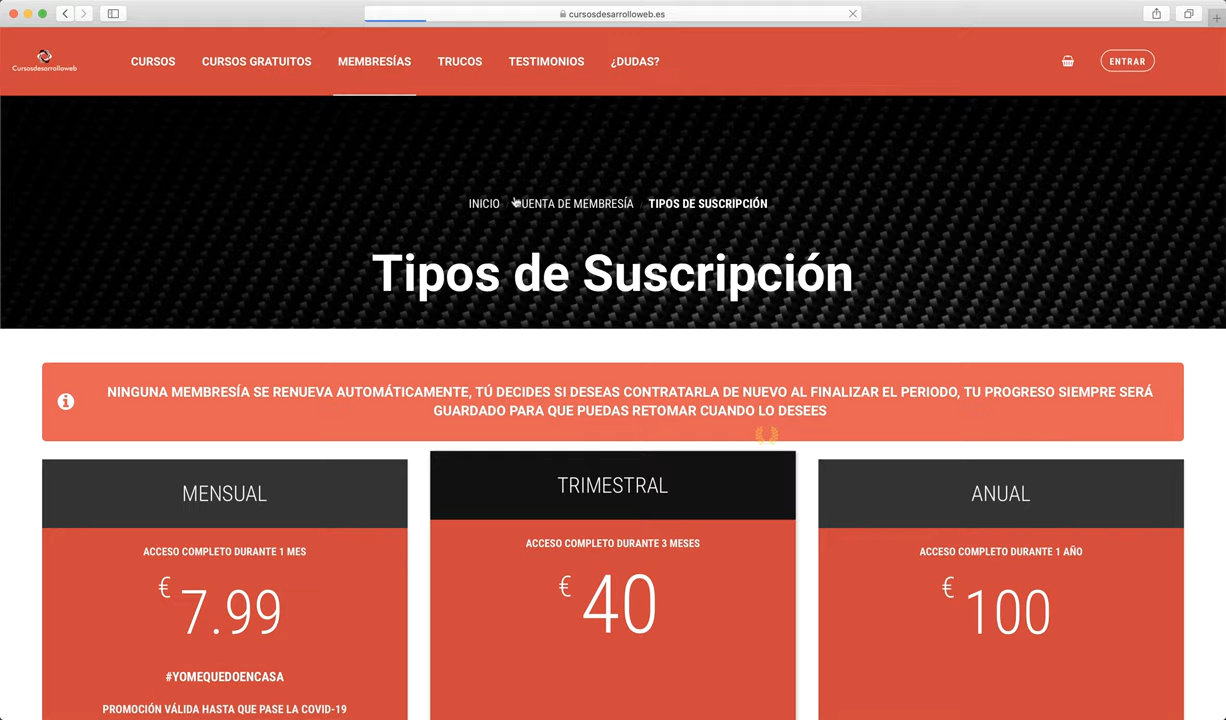 cursosdesarrolloweb.es
Cursosdesarrolloweb
CURSOS
CURSOS GRATUITOS
MEMBRESÍAS
TRUCOS
TESTIMONIOS
¿DUDAS?
ENTRAR
INICIO / CUENTA DE MEMBRESÍA / TIPOS DE SUSCRIPCIÓN
Tipos de Suscripción
NINGUNA MEMBRESÍA SE RENUEVA AUTOMÁTICAMENTE, TÚ DECIDES SI DESEAS CONTRATARLA DE NUEVO AL FINALIZAR EL PERIODO, TU PROGRESO SIEMPRE SERÁ
GUARDADO PARA QUE PUEDAS RETOMAR CUANDO LO DESEES
MENSUAL
ACCESO COMPLETO DURANTE 1 MES
€ 7.99
#YOMEQUEDOENCASA
PROMOCIÓN VÁLIDA HASTA QUE PASE LA COVID-19
TRIMESTRAL
ACCESO COMPLETO DURANTE 3 MESES
€ 40
ANUAL
ACCESO COMPLETO DURANTE 1 AÑO
€ 100